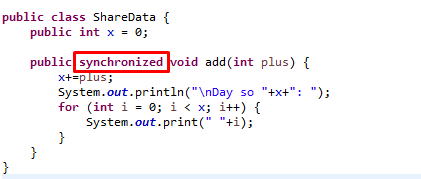 public class ShareData {
    public int x = 0;
    public synchronized void add(int plus) {
        x+=plus;
        System.out.println("\nDay so "+x+": ");
        for (int i = 0; i < x; i++) {
            System.out.print(" "+i);
        }
    }
}